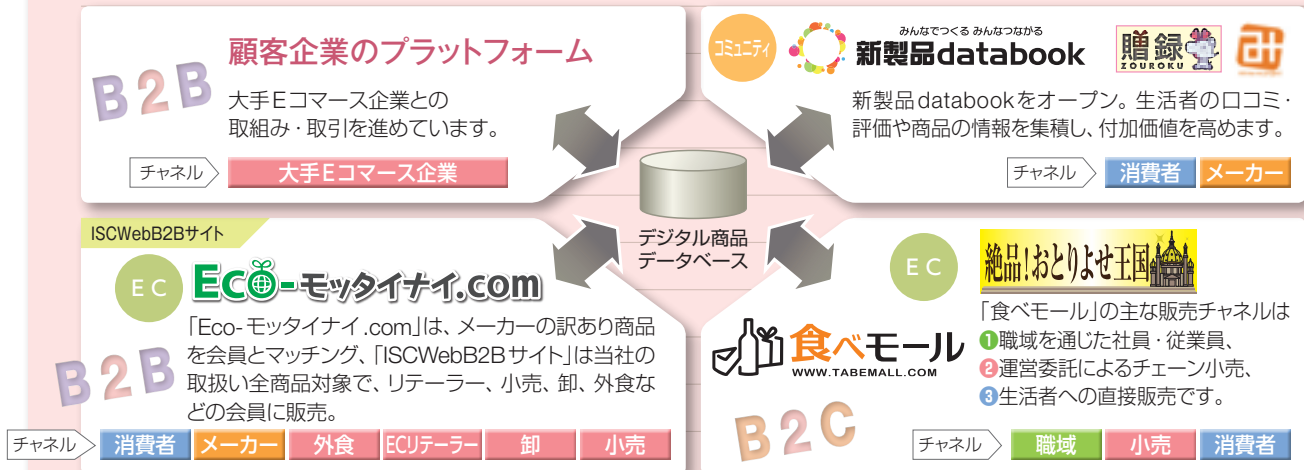 B2B
顧客企業のプラットフォーム
大手Eコマース企業との
取組み・取引を進めています。
チャネル
大手Eコマース企業
コミュニティ
みんなでつくる みんなつながる
新製品databook
贈録
ZOUROKU
新製品databookをオープン。生活者の口コミ・
評価や商品の情報を集積し、付加価値を高めます。
チャネル
消費者
メーカー
デジタル商品
データベース
ISCWebB2Bサイト
EC
Eco-モッタイナイ.com
B2B
「Eco-モッタイナイ.com」は、メーカーの訳あり商品
を会員とマッチング、「ISCWebB2Bサイト」は当社の
取扱い全商品対象で、リテーラー、小売、卸、外食な
どの会員に販売。
チャネル
消費者
メーカー
外食
ECリテーラー
卸
小売
EC
絶品!おとりよせ王国
食べモール
WWW.TABEMALL.COM
「食べモール」の主な販売チャネルは
❶職域を通じた社員・従業員、
❷運営委託によるチェーン小売、
❸生活者への直接販売です。
B2C
チャネル
職域
小売
消費者